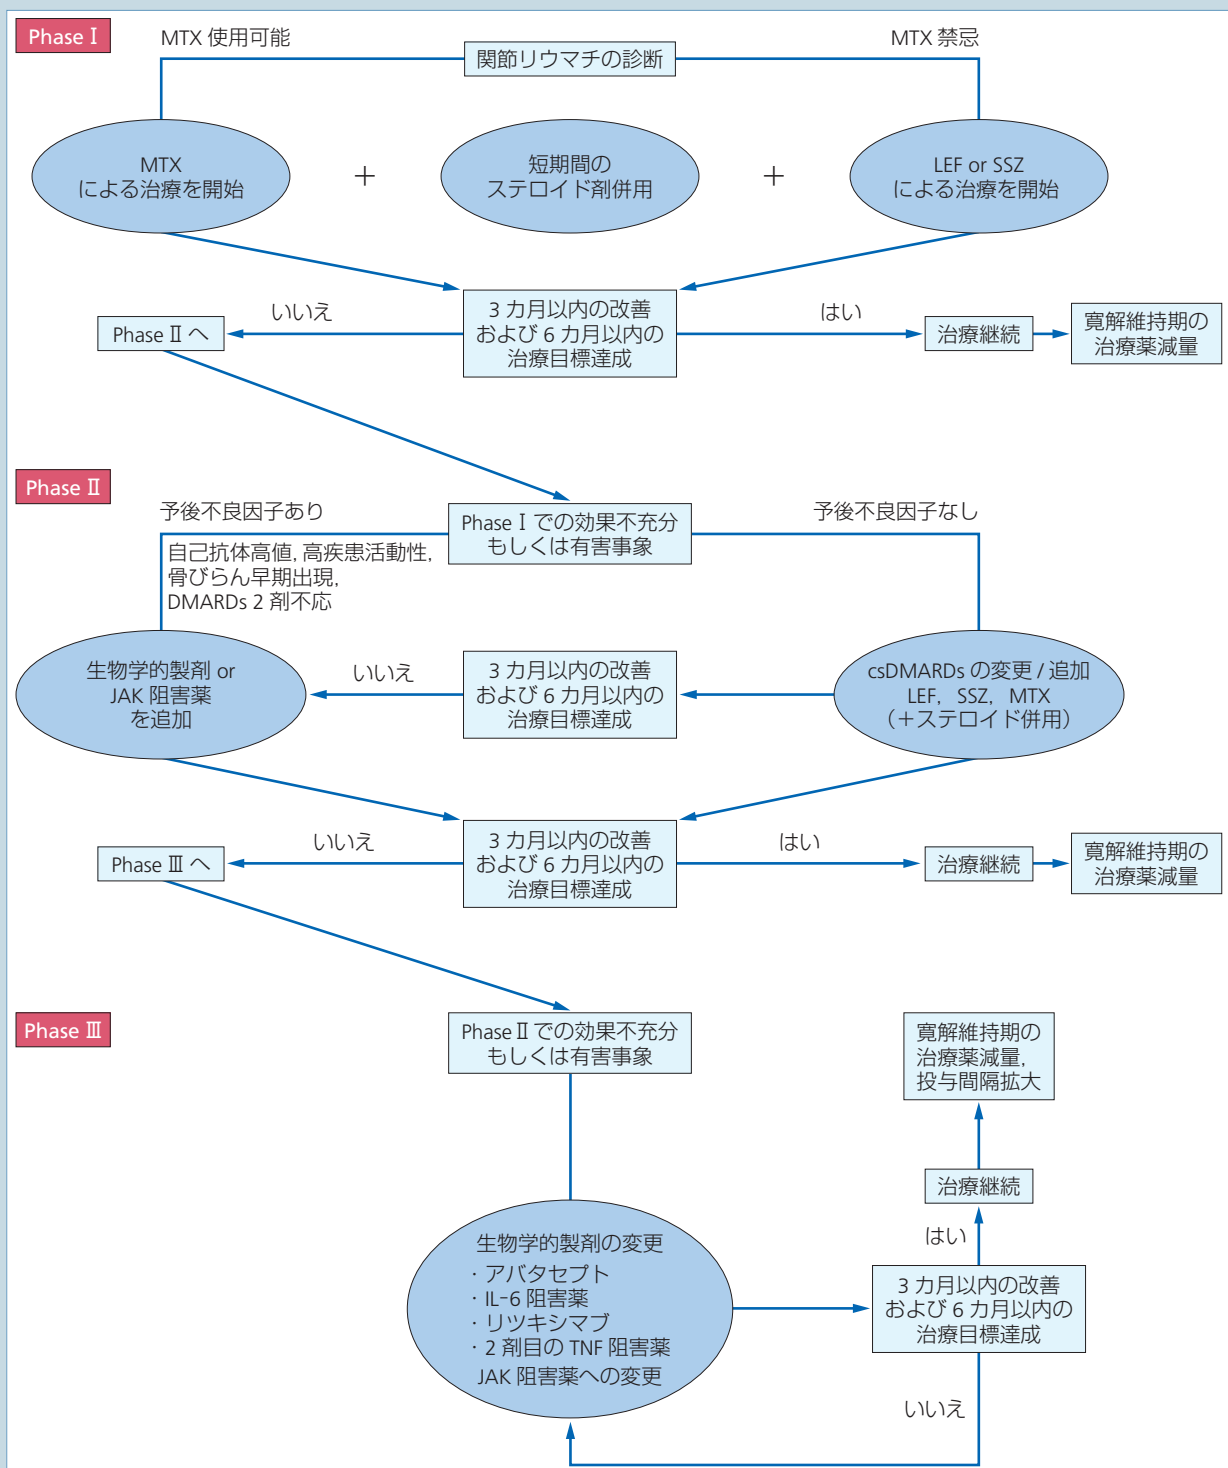 Phase Ⅰ
MTX 使用可能
MTX 禁忌
関節リウマチの診断
MTX
による治療を開始
+
短期間の
ステロイド剤併用
+
LEF or SSZ
による治療を開始
3 カ月以内の改善
および 6 カ月以内の
治療目標達成
いいえ
はい
Phase Ⅱ へ
治療継続
寛解維持期の
治療薬減量
Phase Ⅱ
予後不良因子あり
Phase Ⅰ での効果不充分
もしくは有害事象
予後不良因子なし
自己抗体高値, 高疾患活動性,
骨びらん早期出現,
DMARDs 2 剤不応
生物学的製剤 or
JAK 阻害薬
を追加
いいえ
3 カ月以内の改善
および 6 カ月以内の
治療目標達成
csDMARDs の変更 / 追加
LEF, SSZ, MTX
（+ステロイド併用）
3 カ月以内の改善
および 6 カ月以内の
治療目標達成
いいえ
はい
Phase Ⅲ へ
治療継続
寛解維持期の
治療薬減量
Phase Ⅲ
Phase Ⅱ での効果不充分
もしくは有害事象
寛解維持期の
治療薬減量,
投与間隔拡大
治療継続
はい
生物学的製剤の変更
・アバタセプト
・IL-6 阻害薬
・リツキシマブ
・2 剤目の TNF 阻害薬
JAK 阻害薬への変更
3 カ月以内の改善
および 6 カ月以内の
治療目標達成
いいえ